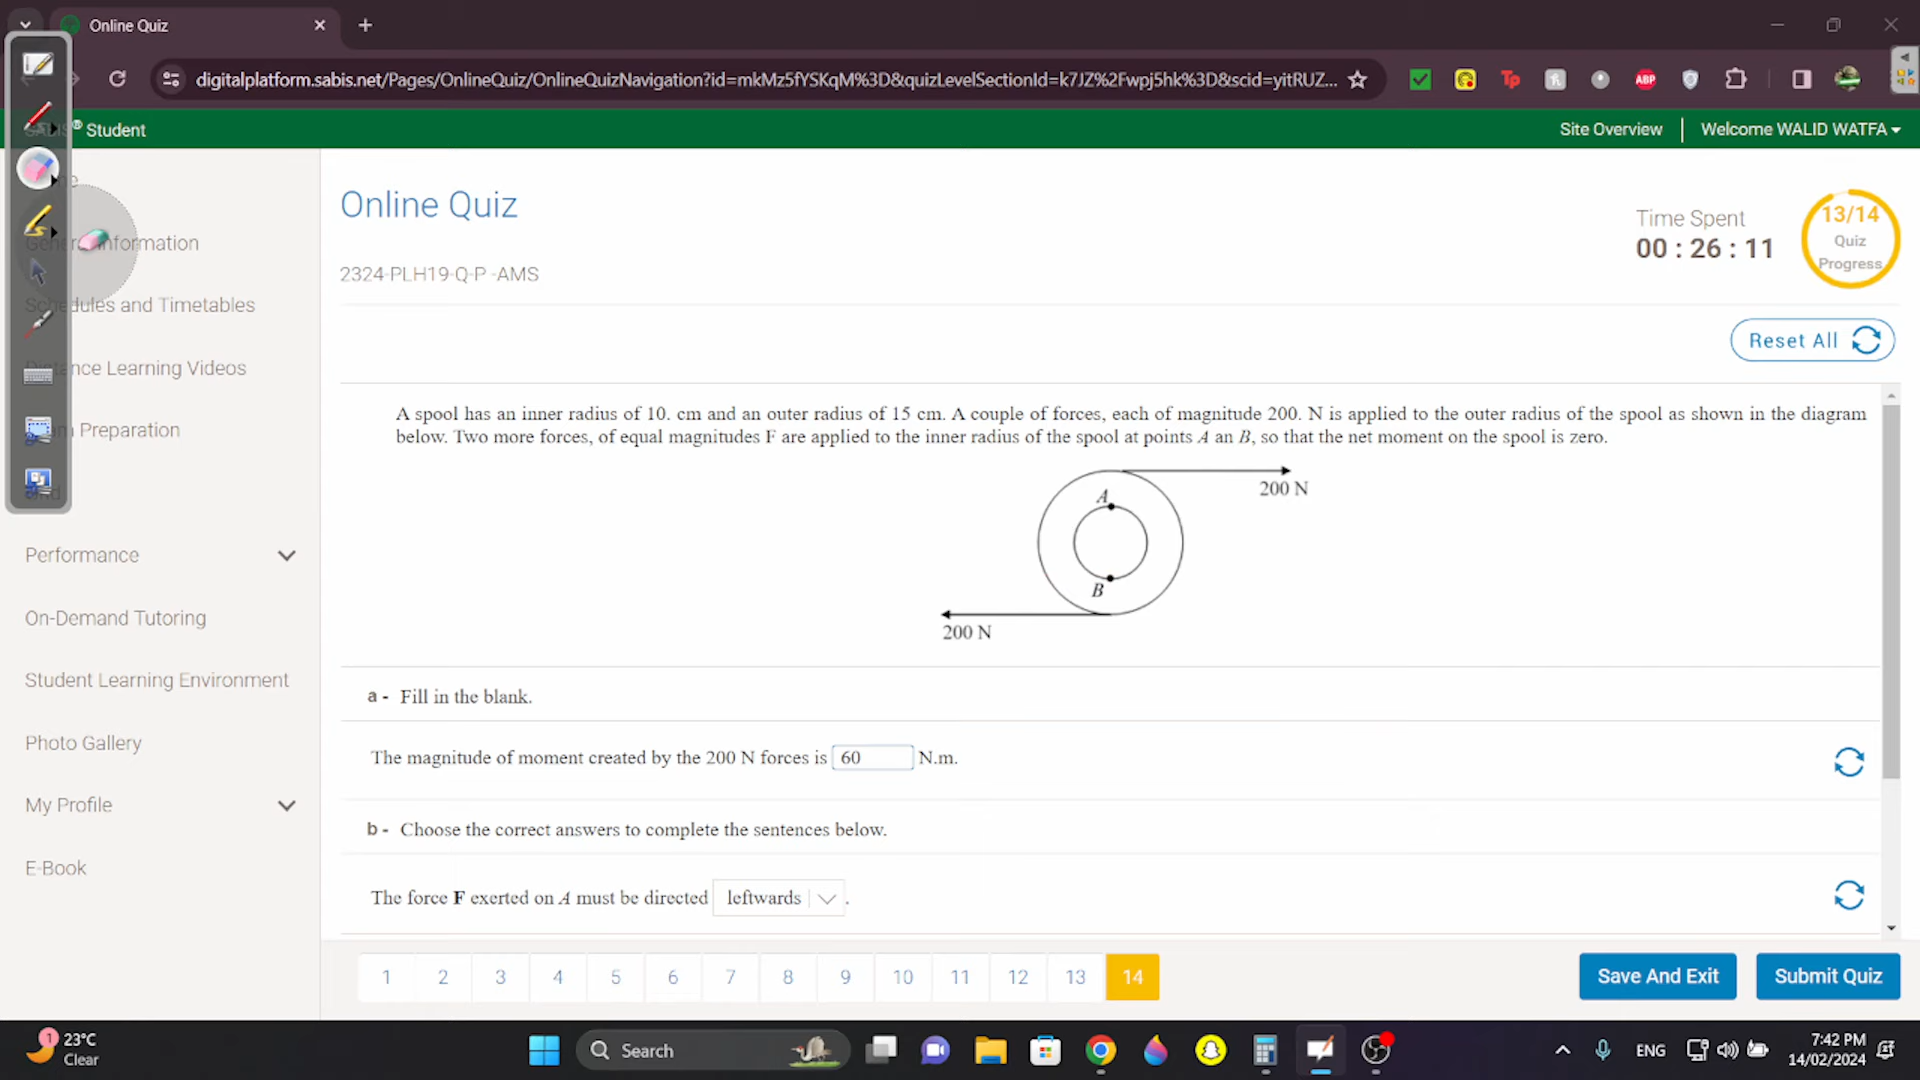 Online Quiz
digitalplatform.sabis.net/Pages/OnlineQuiz/OnlineQuizNavigation?id=mkMz5fYSKqM%3D&quizLevelSectionId=k7JZ%2Fwpj5hk%3D&scid=yitRUZ...
Tp
ABP
® Student
Site Overview
Welcome WALID WATFA
Online Quiz
2324-PLH19-Q-P -AMS
Time Spent
00 : 26 : 11
13/14
Quiz
Progress
Reset All
General Information
Schedules and Timetables
Distance Learning Videos
Preparation
Performance
On-Demand Tutoring
Student Learning Environment
Photo Gallery
My Profile
E-Book
A spool has an inner radius of 10. cm and an outer radius of 15 cm. A couple of forces, each of magnitude 200. N is applied to the outer radius of the spool as shown in the diagram
below. Two more forces, of equal magnitudes F are applied to the inner radius of the spool at points A an B, so that the net moment on the spool is zero.
200 N
A
B
200 N
a - Fill in the blank.
The magnitude of moment created by the 200 N forces is 60 N.m.
b - Choose the correct answers to complete the sentences below.
The force F exerted on A must be directed leftwards .
1 2 3 4 5 6 7 8 9 10 11 12 13 14
Save And Exit
Submit Quiz
1
23°C
Clear
Search
ENG
7:42 PM
14/02/2024